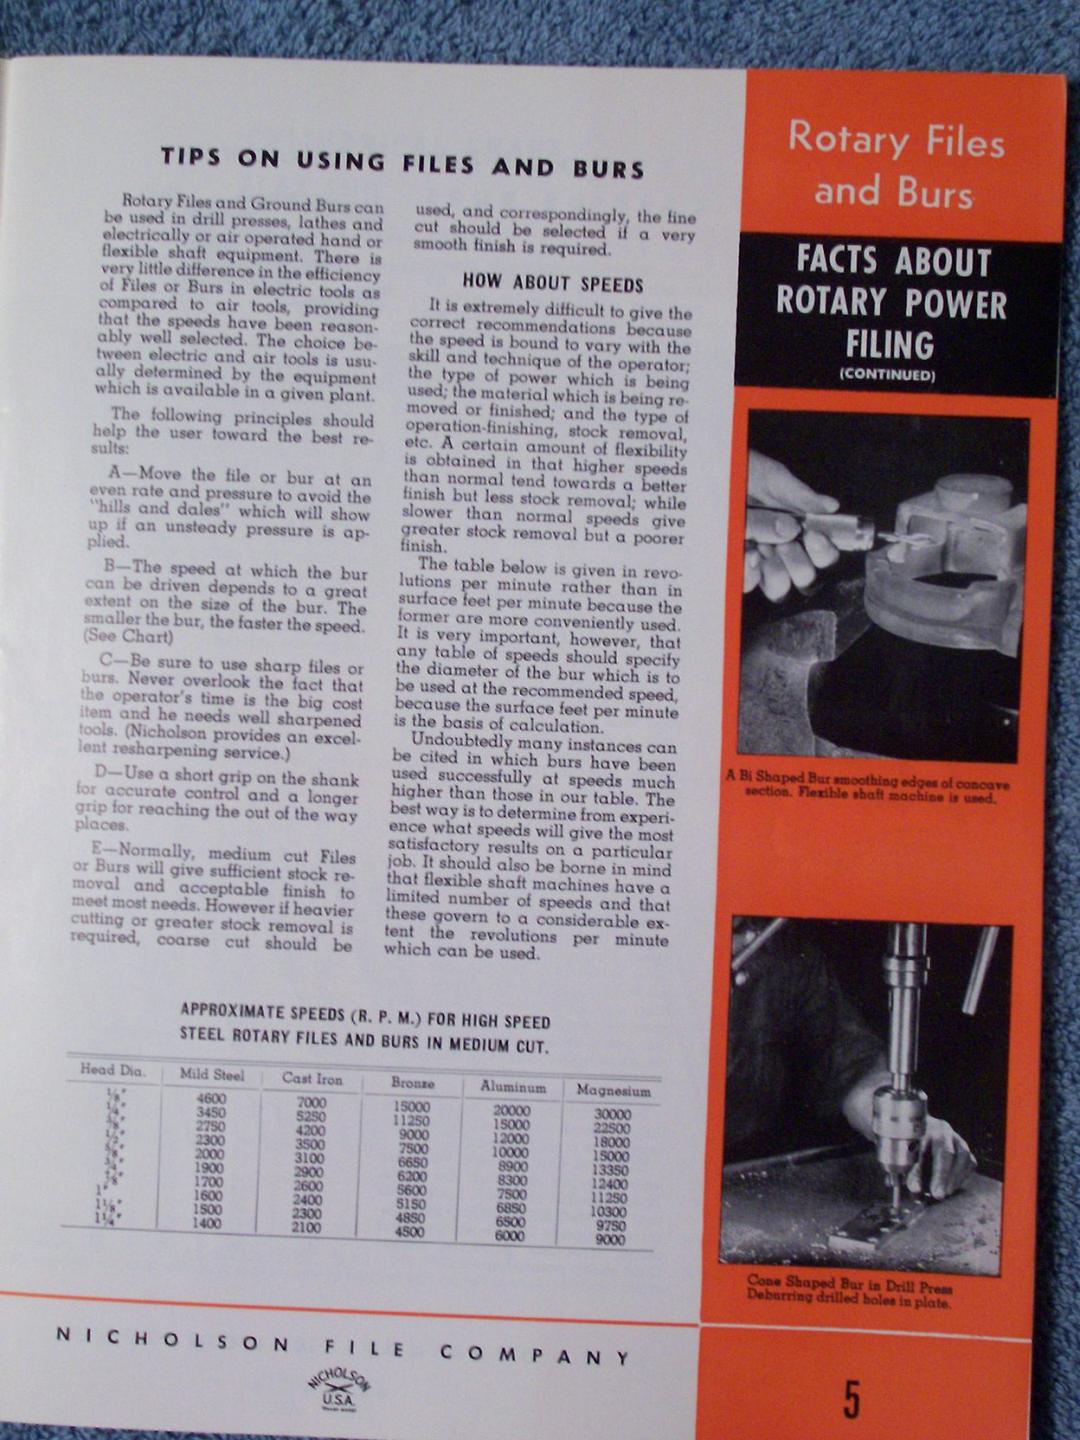 TIPS ON USING FILES AND BURS
Rotary Files and Ground Burs can
be used in drill presses, lathes and
electrically or air operated hand or
flexible shaft equipment. There is
very little difference in the efficiency
of Files or Burs in electric tools as
compared to air tools, providing
that the speeds have been reason-
ably well selected. The choice be-
tween electric and air tools is usu-
ally determined by the equipment
which is available in a given plant.
The following principles should
help the user toward the best re-
sults:
A—Move the file or bur at an
even rate and pressure to avoid the
"hills and dales" which will show
up if an unsteady pressure is ap-
plied.
B—The speed at which the bur
can be driven depends to a great
extent on the size of the bur. The
smaller the bur, the faster the speed.
(See Chart)
C—Be sure to use sharp files or
burs. Never overlook the fact that
the operator's time is the big cost
item and he needs well sharpened
tools. (Nicholson provides an excel-
lent resharpening service.)
D—Use a short grip on the shank
for accurate control and a longer
grip for reaching the out of the way
places.
E—Normally, medium cut Files
or Burs will give sufficient stock re-
moval and acceptable finish to
meet most needs. However if heavier
cutting or greater stock removal is
required, coarse cut should be
used, and correspondingly, the fine
cut should be selected if a very
smooth finish is required.
HOW ABOUT SPEEDS
It is extremely difficult to give the
correct recommendations because
the speed is bound to vary with the
skill and technique of the operator;
the type of power which is being
used; the material which is being re-
moved or finished; and the type of
operation-finishing, stock removal,
etc. A certain amount of flexibility
is obtained in that higher speeds
than normal tend towards a better
finish but less stock removal; while
slower than normal speeds give
greater stock removal but a poorer
finish.
The table below is given in revo-
lutions per minute rather than in
surface feet per minute because the
former are more conveniently used.
It is very important, however, that
any table of speeds should specify
the diameter of the bur which is to
be used at the recommended speed,
because the surface feet per minute
is the basis of calculation.
Undoubtedly many instances can
be cited in which burs have been
used successfully at speeds much
higher than those in our table. The
best way is to determine from experi-
ence what speeds will give the most
satisfactory results on a particular
job. It should also be borne in mind
that flexible shaft machines have a
limited number of speeds and that
these govern to a considerable ex-
tent the revolutions per minute
which can be used.
APPROXIMATE SPEEDS (R. P. M.) FOR HIGH SPEED
STEEL ROTARY FILES AND BURS IN MEDIUM CUT.
Head Dia. Mild Steel Cast Iron Bronze Aluminum Magnesium
1/8" 4600 7000 15000 20000 30000
1/4" 3450 5250 11250 15000 22500
3/8" 2750 4200 9000 12000 18000
1/2" 2300 3500 7500 10000 15000
5/8" 2000 3100 6650 8900 13350
3/4" 1900 2900 6200 8300 12400
7/8" 1700 2600 5600 7500 11250
1" 1600 2400 5150 6850 10300
1 1/8" 1500 2300 4850 6500 9750
1 1/4" 1400 2100 4500 6000 9000
NICHOLSON FILE COMPANY
NICHOLSON
U.S.A.
Rotary Files
and Burs
FACTS ABOUT
ROTARY POWER
FILING
(CONTINUED)
A Bi Shaped Bur smoothing edges of concave
section. Flexible shaft machine is used.
Cone Shaped Bur in Drill Press
Deburring drilled holes in plate.
5